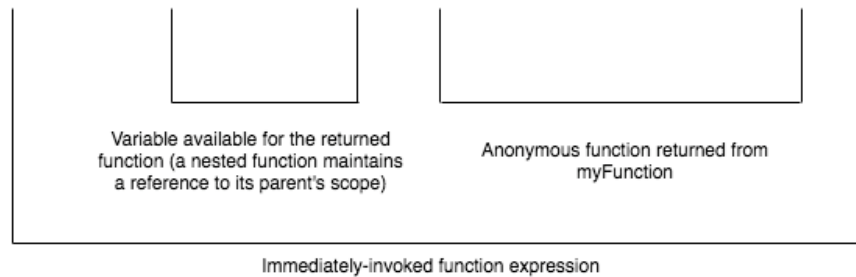 Variable available for the returned
function (a nested function maintains
a reference to its parent's scope)
Anonymous function returned from
myFunction
Immediately-invoked function expression